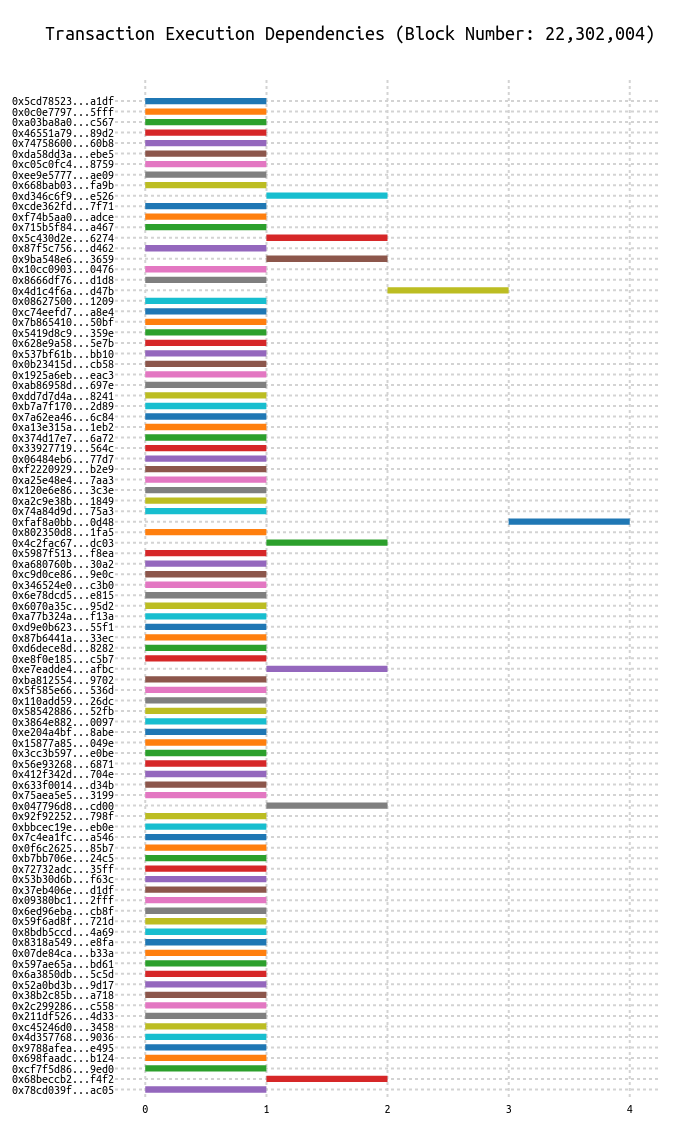 Transaction Execution Dependencies (Block Number: 22,302,004)
0x5cd78523...a1df
0x0c0e7797...5fff
0xa03ba8a0...c567
0x46551a79...89d2
0x74758600...60b8
0xda58dd3a...ebe5
0xc05c0fc4...8759
0xee9e5777...ae09
0x668bab03...fa9b
0xd346c6f9...e526
0xcde362fd...7f71
0xf74b5aa0...adce
0x715b5f84...a467
0x5c430d2e...6274
0x87f5c756...d462
0x9ba548e6...3659
0x10cc0903...0476
0x8666df76...d1d8
0x4d1c4f6a...d47b
0x08627500...1209
0xc74eefd7...a8e4
0x7b865410...50bf
0x5419d8c9...359e
0x628e9a58...5e7b
0x537bf61b...bb10
0x0b23415d...cb58
0x1925a6eb...eac3
0xab86958d...697e
0xdd7d7d4a...8241
0xb7a7f170...2d89
0x7a62ea46...6c84
0xa13e315a...1eb2
0x374d17e7...6a72
0x33927719...564c
0x06484eb6...77d7
0xf2220929...b2e9
0xa25e48e4...7aa3
0x120e6e86...3c3e
0xa2c9e38b...1849
0x74a84d9d...75a3
0xfaf8a0bb...0d48
0x802350d8...1fa5
0x4c2fac67...dc03
0x5987f513...f8ea
0xa680760b...30a2
0xc9d0ce86...9e0c
0x346524e0...c3b0
0x6e78dcd5...e815
0x6070a35c...95d2
0xa77b324a...f13a
0xd9e0b623...55f1
0x87b6441a...33ec
0xd6dece8d...8282
0xe8f0e185...c5b7
0xe7eadde4...afbc
0xba812554...9702
0x5f585e66...536d
0x110add59...26dc
0x58542886...52fb
0x3864e882...0097
0xe204a4bf...8abe
0x15877a85...049e
0x3cc3b597...e0be
0x56e93268...6871
0x412f342d...704e
0x633f0014...d34b
0x75aea5e5...3199
0x047796d8...cd00
0x92f92252...798f
0xbbcec19e...eb0e
0x7c4ea1fc...a546
0x0f6c2625...85b7
0xb7bb706e...24c5
0x72732adc...35ff
0x53b30d6b...f63c
0x37eb406e...d1df
0x09380bc1...2fff
0x6ed96eba...cb8f
0x59f6ad8f...721d
0x8bdb5ccd...4a69
0x8318a549...e8fa
0x07de84ca...b33a
0x597ae65a...bd61
0x6a3850db...5c5d
0x52a0bd3b...9d17
0x38b2c85b...a718
0x2c299286...c558
0x211df526...4d33
0xc45246d0...3458
0x4d357768...9036
0x9788afea...e495
0x698faadc...b124
0xcf7f5d86...9ed0
0x68beccb2...f4f2
0x78cd039f...ac05
0 1 2 3 4